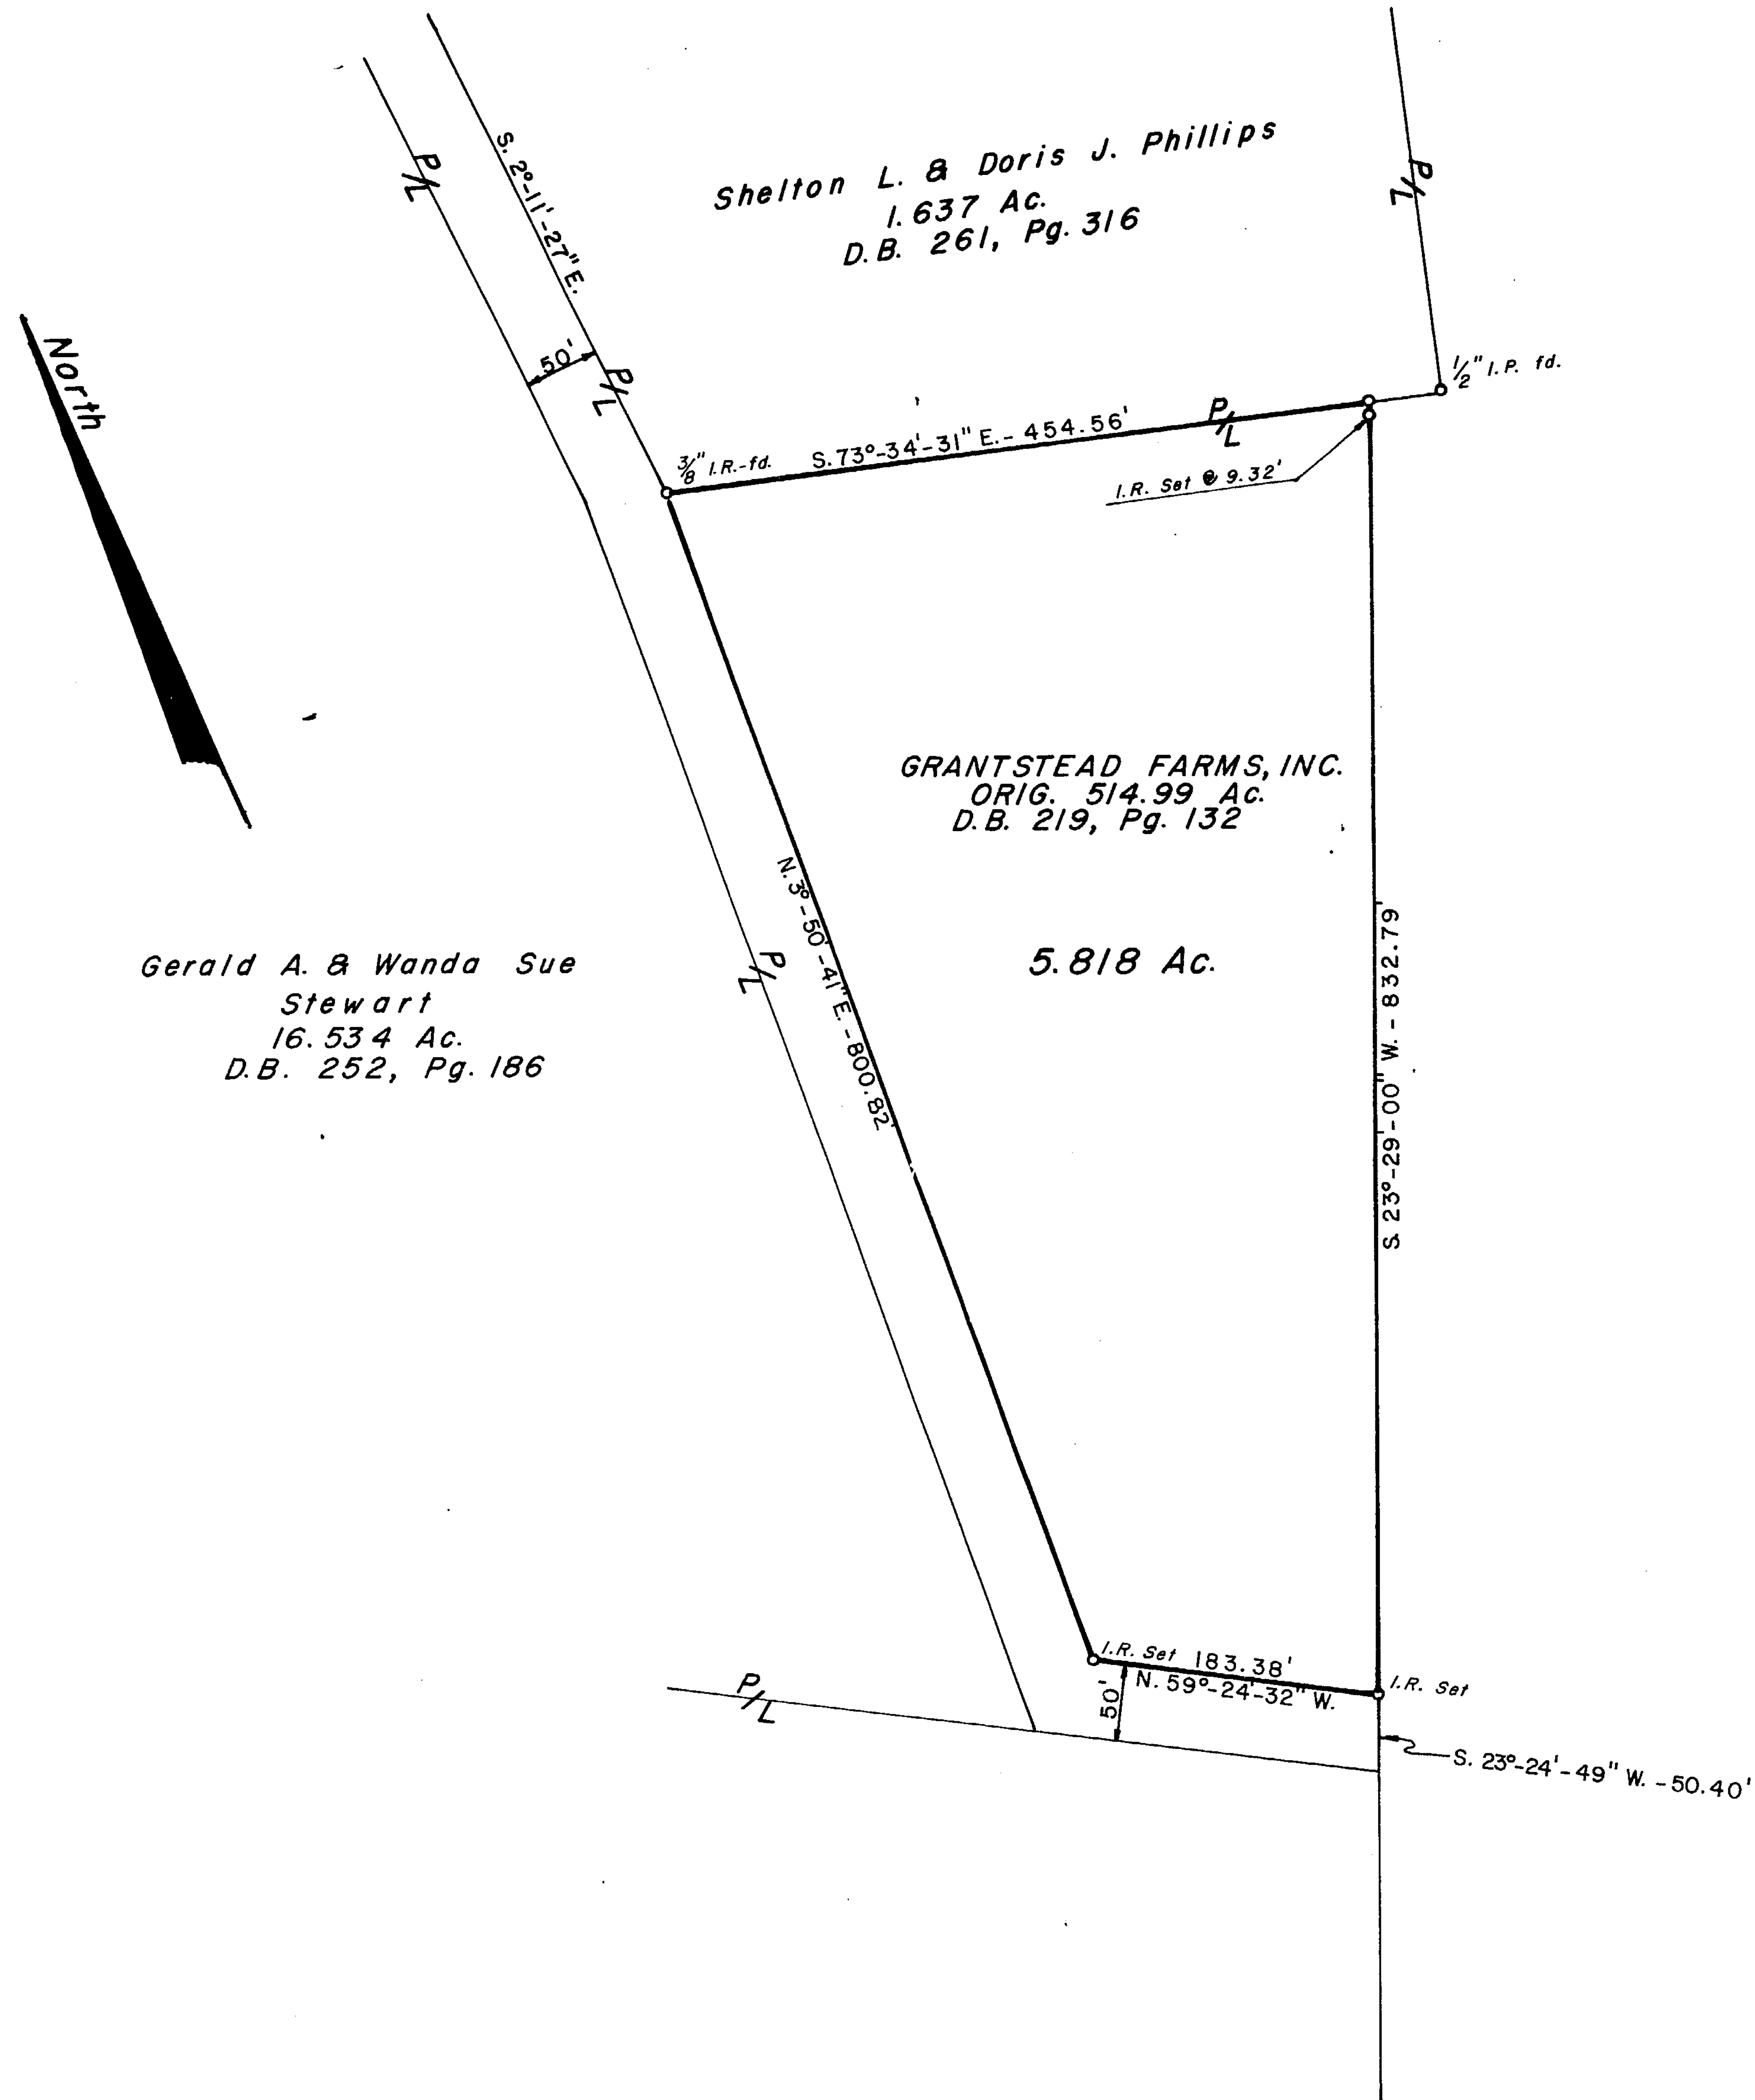 S. 2°-11'-27" E.
P/L
Shelton L. & Doris J. Phillips
1.637 Ac.
D.B. 261, Pg. 316
P/L
North
50'
P/L
1/2" I.P. fd.
3/8" I.R.-fd.
S. 73°-34'-31" E. - 454.56'
P/L
I.R. Set @ 9.32'
GRANTSTEAD FARMS, INC.
ORIG. 514.99 Ac.
D.B. 219, Pg. 132
N. 3°-50'-41" E. - 800.82'
P/L
5.818 Ac.
S. 23°-29'-00" W. - 832.79'
Gerald A. & Wanda Sue
Stewart
16.534 Ac.
D.B. 252, Pg. 186
I.R. Set 183.38'
N. 59°-24'-32" W.
I.R. Set
P/L
50'
S. 23°-24'-49" W. - 50.40'